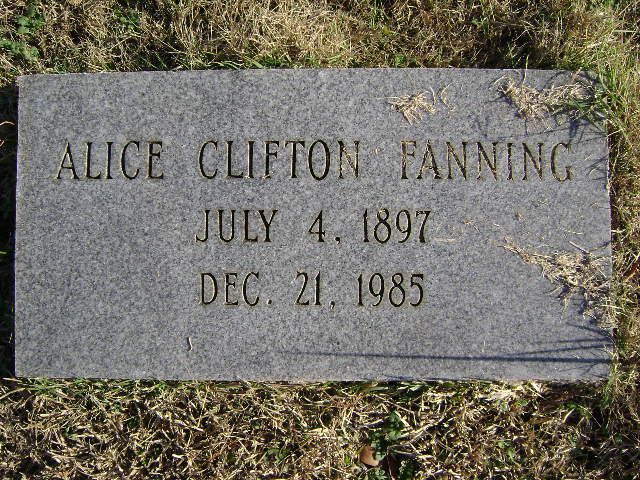 ALICE CLIFTON FANNING
JULY 4, 1897
DEC. 21, 1985